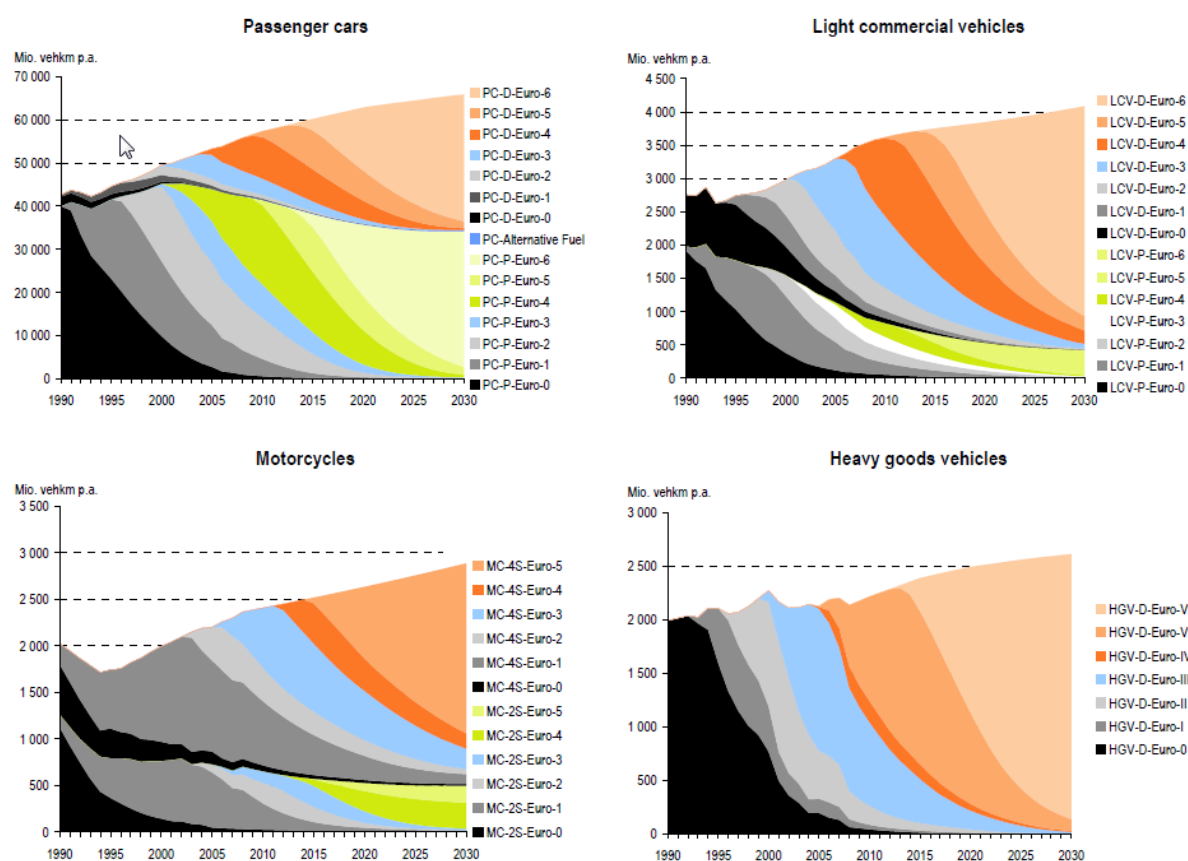 Passenger cars
Mio. vehkm p.a.
70 000
60 000
50 000
40 000
30 000
20 000
10 000
0
1990 1995 2000 2005 2010 2015 2020 2025 2030
PC-D-Euro-6
PC-D-Euro-5
PC-D-Euro-4
PC-D-Euro-3
PC-D-Euro-2
PC-D-Euro-1
PC-D-Euro-0
PC-Alternative Fuel
PC-P-Euro-6
PC-P-Euro-5
PC-P-Euro-4
PC-P-Euro-3
PC-P-Euro-2
PC-P-Euro-1
PC-P-Euro-0
Light commercial vehicles
Mio. vehkm p.a.
4 500
4 000
3 500
3 000
2 500
2 000
1 500
1 000
500
0
1990 1995 2000 2005 2010 2015 2020 2025 2030
LCV-D-Euro-6
LCV-D-Euro-5
LCV-D-Euro-4
LCV-D-Euro-3
LCV-D-Euro-2
LCV-D-Euro-1
LCV-D-Euro-0
LCV-P-Euro-6
LCV-P-Euro-5
LCV-P-Euro-4
LCV-P-Euro-3
LCV-P-Euro-2
LCV-P-Euro-1
LCV-P-Euro-0
Motorcycles
Mio. vehkm p.a.
3 500
3 000
2 500
2 000
1 500
1 000
500
0
1990 1995 2000 2005 2010 2015 2020 2025 2030
MC-4S-Euro-5
MC-4S-Euro-4
MC-4S-Euro-3
MC-4S-Euro-2
MC-4S-Euro-1
MC-4S-Euro-0
MC-2S-Euro-5
MC-2S-Euro-4
MC-2S-Euro-3
MC-2S-Euro-2
MC-2S-Euro-1
MC-2S-Euro-0
Heavy goods vehicles
Mio. vehkm p.a.
3 000
2 500
2 000
1 500
1 000
500
0
1990 1995 2000 2005 2010 2015 2020 2025 2030
HGV-D-Euro-V
HGV-D-Euro-V
HGV-D-Euro-IV
HGV-D-Euro-III
HGV-D-Euro-II
HGV-D-Euro-I
HGV-D-Euro-0